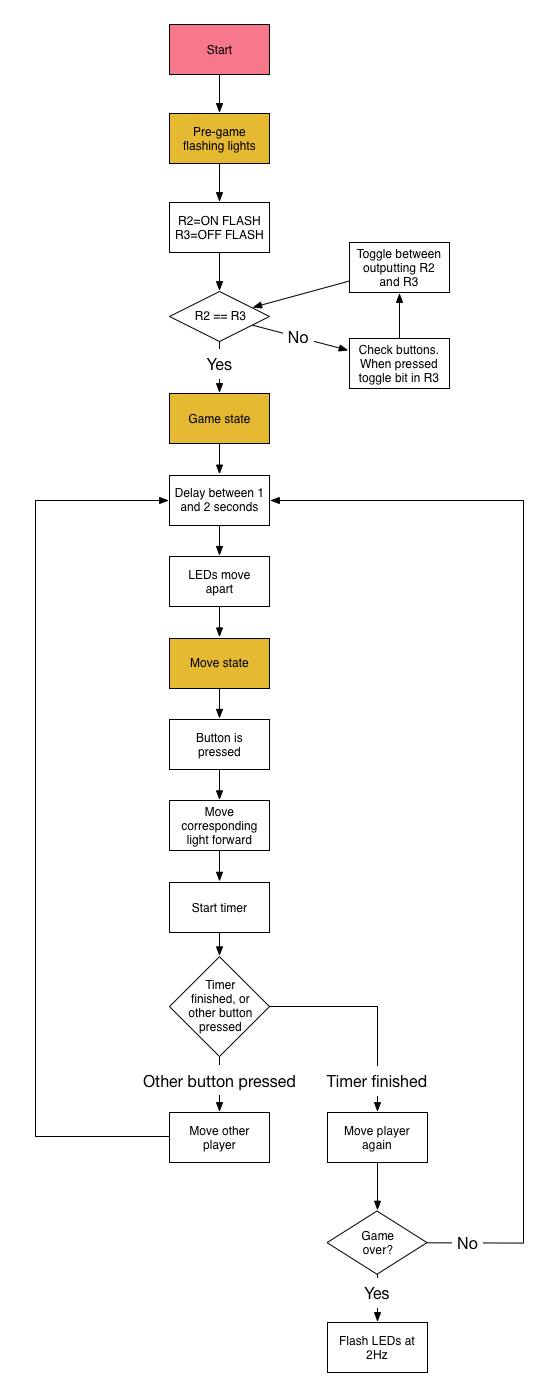 Start
Pre-game
flashing lights
R2=ON FLASH
R3=OFF FLASH
Toggle between
outputting R2
and R3
R2 == R3
No
Check buttons.
When pressed
toggle bit in R3
Yes
Game state
Delay between 1
and 2 seconds
LEDs move
apart
Move state
Button is
pressed
Move
corresponding
light forward
Start timer
Timer
finished, or
other button
pressed
Other button pressed
Timer finished
Move other
player
Move player
again
Game
over?
No
Yes
Flash LEDs at
2Hz